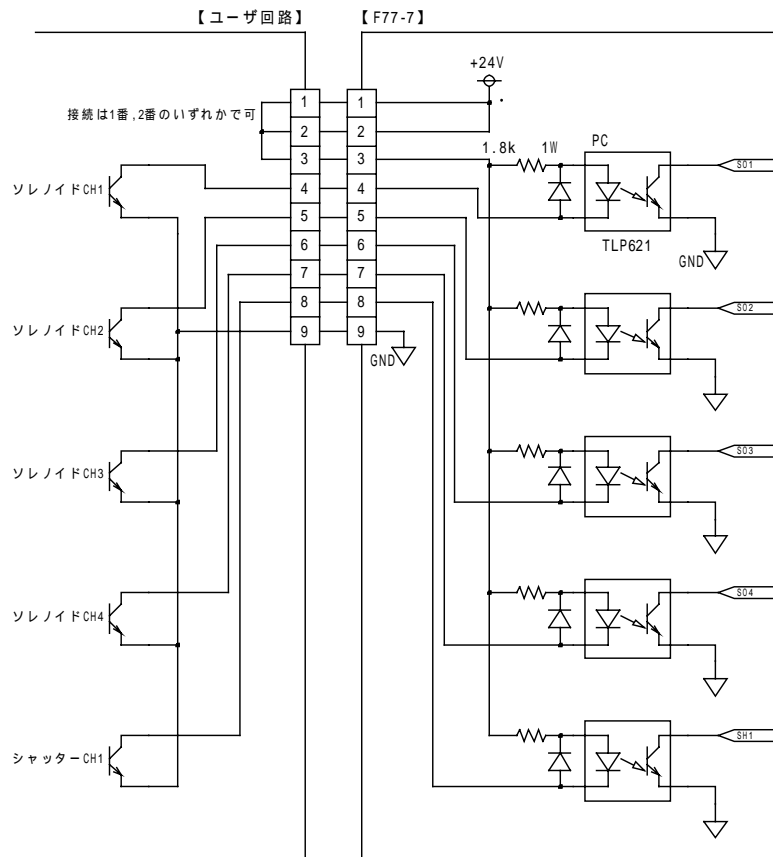 【ユーザ回路】 【F77-7】
+24V
接続は1番,2番のいずれかで可
1 1
2 2
3 3
4 4
5 5
6 6
7 7
8 8
9 9
1.8k 1W PC
SO1
ソレノイドCH1
TLP621
GND
SO2
ソレノイドCH2
GND
SO3
ソレノイドCH3
SO4
ソレノイドCH4
SH1
シャッターCH1